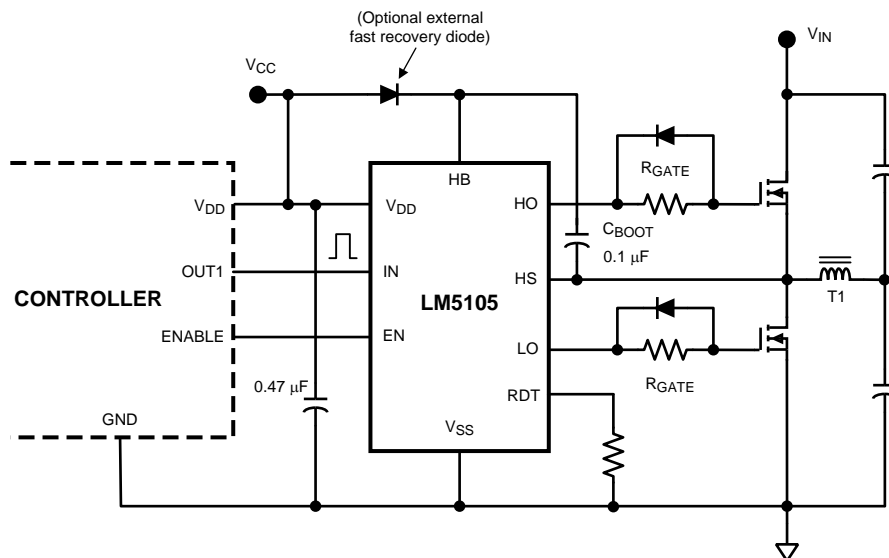 (Optional external
fast recovery diode)
VCC
VIN
HB
RGATE
VDD
VDD
HO
CBOOT
0.1 μF
OUT1
IN
HS
T1
CONTROLLER
LM5105
ENABLE
EN
LO
RGATE
0.47 μF
RDT
GND
VSS